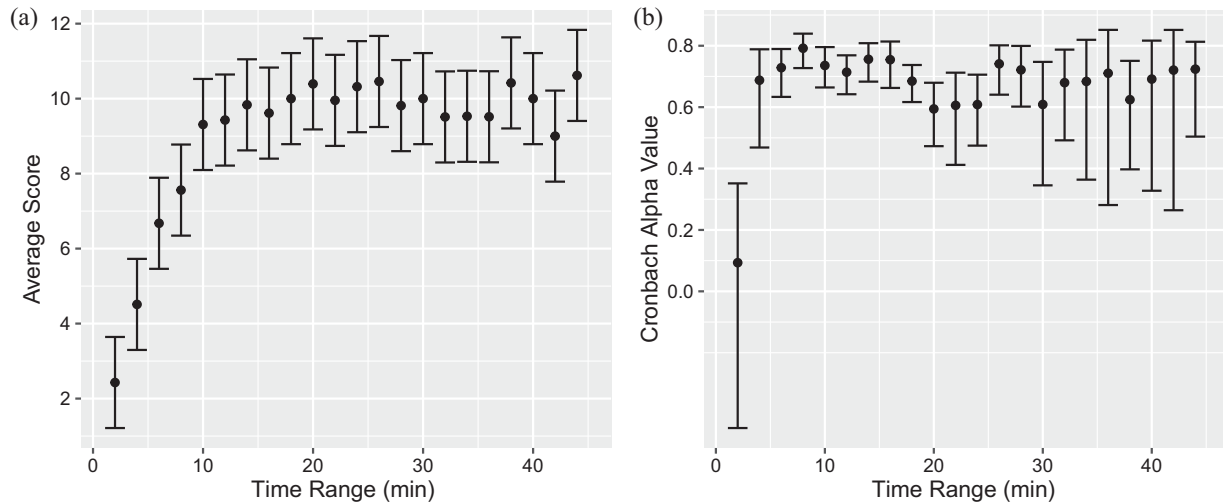 (a)
12
10
8
6
4
2
Average Score
0 10 20 30 40
Time Range (min)
(b)
0.8
0.6
0.4
0.2
0.0
Cronbach Alpha Value
0 10 20 30 40
Time Range (min)